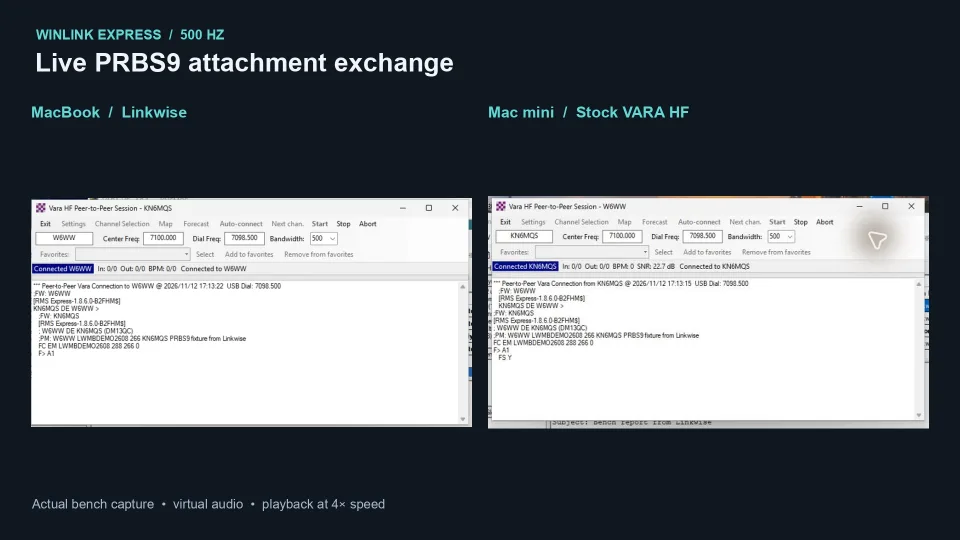 WINLINK EXPRESS / 500 HZ
Live PRBS9 attachment exchange
MacBook / Linkwise
Vara HF Peer-to-Peer Session - KN6MQS
Exit Settings Channel Selection Map Forecast Auto-connect Next chan. Start Stop Abort
W6WW Center Freq: 7100.000 Dial Freq: 7098.500 Bandwidth: 500
Favorites: Select Add to favorites Remove from favorites
Connected W6WW In: 0/0 Out: 0/0 BPM: 0/0 Connected to W6WW
*** Peer-to-Peer Vara Connection to W6WW @ 2026/11/12 17:13:22 USB Dial: 7098.500
;FW: W6WW
[RMS Express-1.8.6.0-B2FHM$]
KN6MQS DE W6WW >
;FW: KN6MQS
[RMS Express-1.8.6.0-B2FHM$]
; W6WW DE KN6MQS (DM13QC)
;PM: W6WW LWMBDEMO2608 266 KN6MQS PRBS9 fixture from Linkwise
FC EM LWMBDEMO2608 288 266 0
F> A1
Mac mini / Stock VARA HF
Vara HF Peer-to-Peer Session - W6WW
Exit Settings Channel Selection Map Forecast Auto-connect Next chan. Start Stop Abort
KN6MQS Center Freq: 7100.000 Dial Freq: 7098.500 Bandwidth: 500
Favorites: Select Add to favorites Remove from favorites
Connected KN6MQS In: 0/0 Out: 0/0 BPM: 0 SNR: 22.7 dB Connected to KN6MQS
*** Peer-to-Peer Vara Connection from KN6MQS @ 2026/11/12 17:13:15 USB Dial: 7098.500
;FW: W6WW
[RMS Express-1.8.6.0-B2FHM$]
KN6MQS DE W6WW >
;FW: KN6MQS
[RMS Express-1.8.6.0-B2FHM$]
; W6WW DE KN6MQS (DM13QC)
;PM: W6WW LWMBDEMO2608 266 KN6MQS PRBS9 fixture from Linkwise
FC EM LWMBDEMO2608 288 266 0
F> A1
FS Y
Subject: Bench report from Linkwise
Actual bench capture • virtual audio • playback at 4× speed